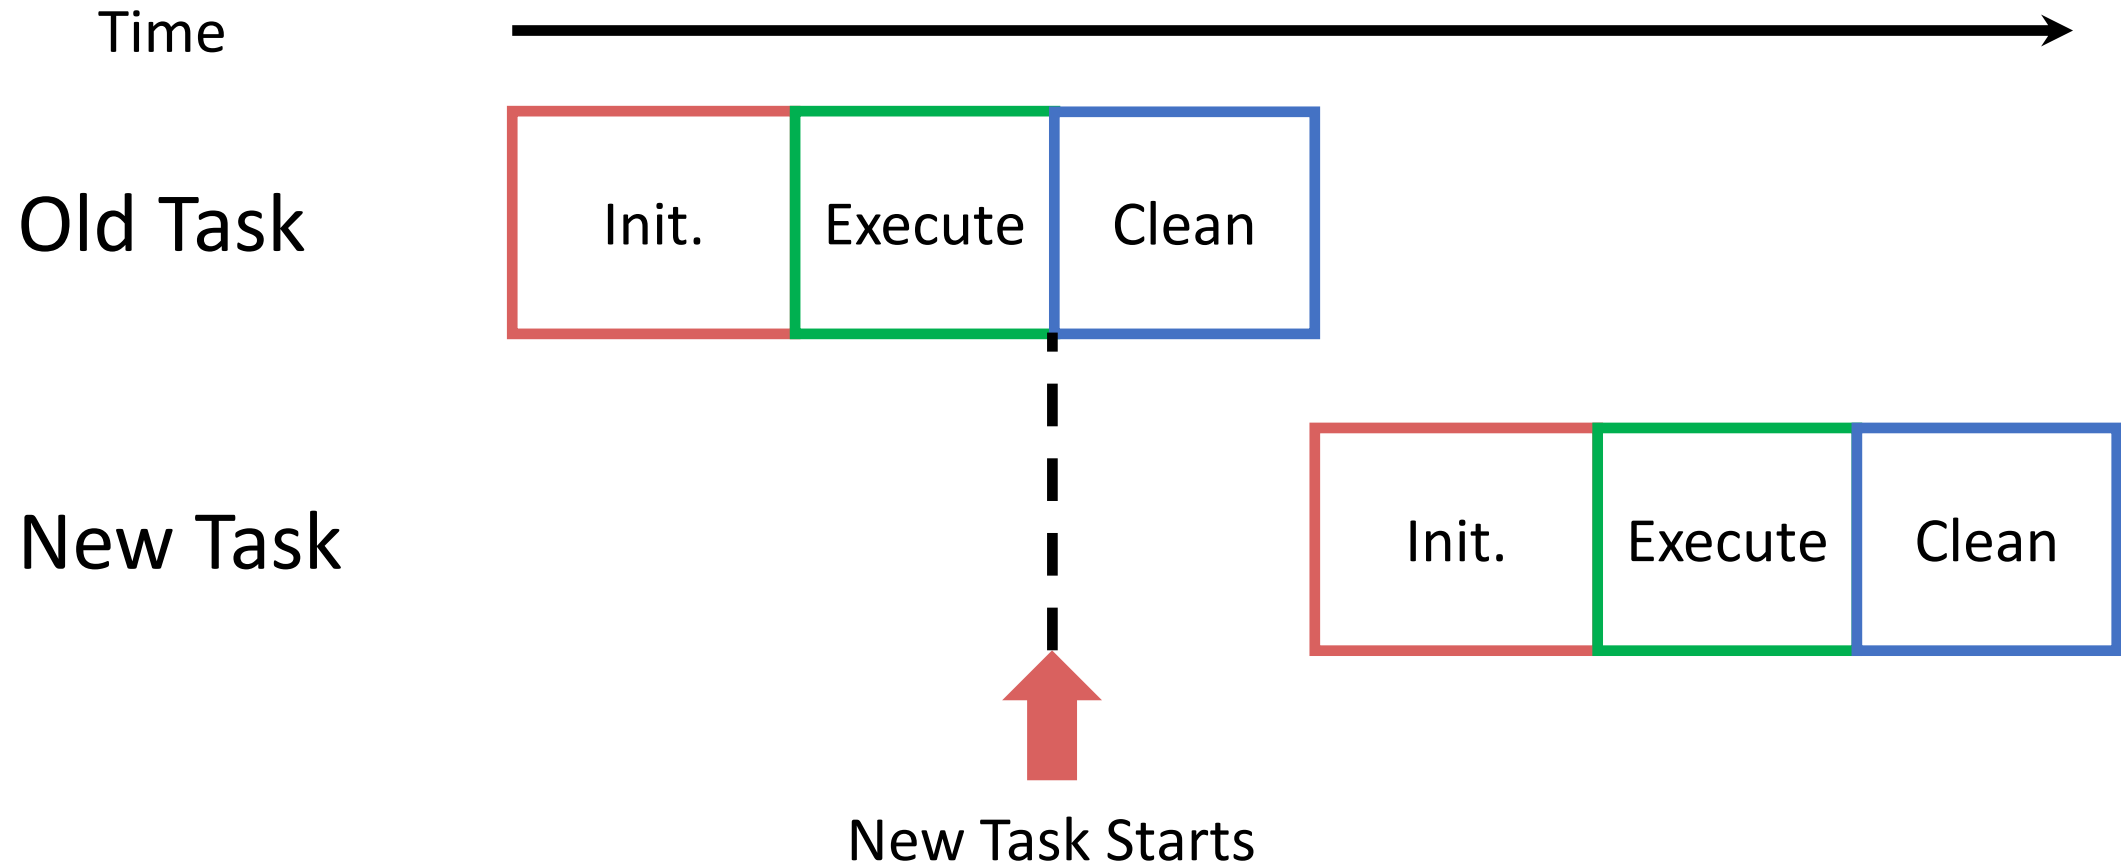 Time
Old Task
Init.
Execute
Clean
New Task
Init.
Execute
Clean
New Task Starts